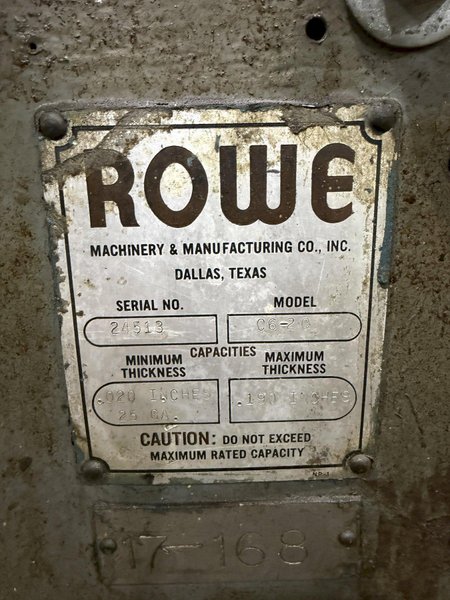 ROWE
MACHINERY & MANUFACTURING CO., INC.
DALLAS, TEXAS
SERIAL NO. MODEL
24513
CAPACITIES
MINIMUM THICKNESS MAXIMUM THICKNESS
.020 INCHES .190 INCHES
26 GA.
CAUTION: DO NOT EXCEED
MAXIMUM RATED CAPACITY
17-168